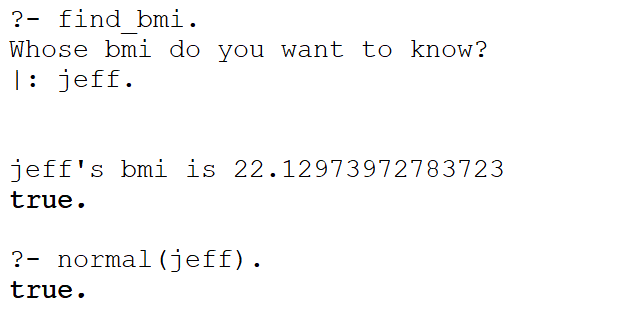 ?- find_bmi.
Whose bmi do you want to know?
|: jeff.
jeff's bmi is 22.12973972783723
true.
?- normal(jeff).
true.